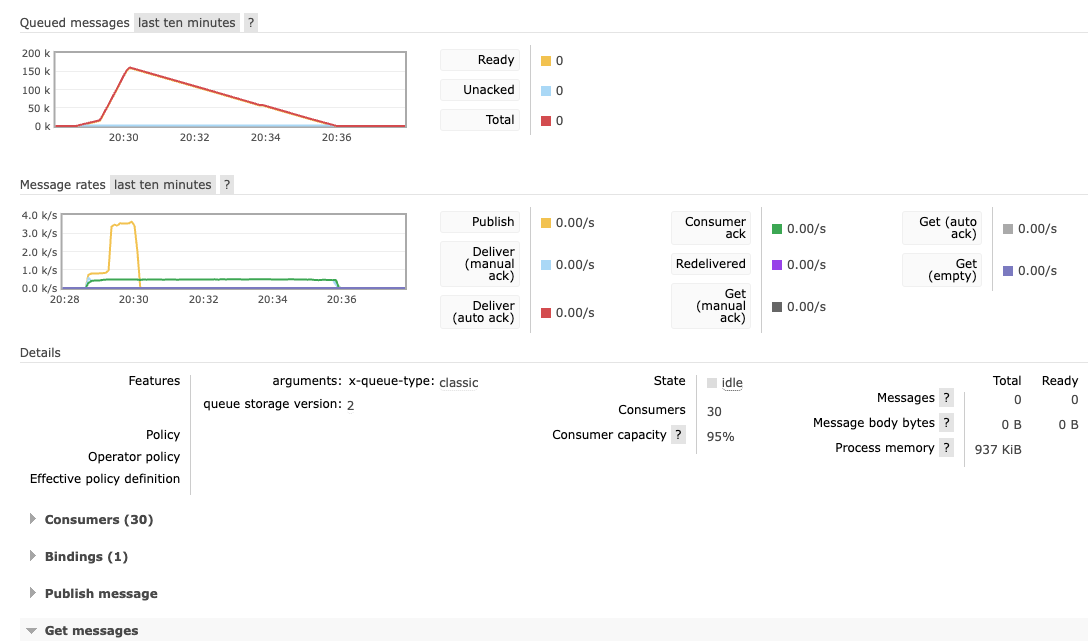 Queued messages last ten minutes ?
200 k
150 k
100 k
50 k
0 k
20:30 20:32 20:34 20:36
Ready 0
Unacked 0
Total 0
Message rates last ten minutes ?
4.0 k/s
3.0 k/s
2.0 k/s
1.0 k/s
0.0 k/s
20:28 20:30 20:32 20:34 20:36
Publish 0.00/s
Deliver
(manual 0.00/s
ack)
Deliver
(auto ack) 0.00/s
Consumer
ack 0.00/s
Redelivered 0.00/s
Get
(manual 0.00/s
ack)
Get (auto
ack) 0.00/s
Get
(empty) 0.00/s
Details
Features arguments: x-queue-type: classic
queue storage version: 2
Policy
Operator policy
Effective policy definition
State idle
Consumers 30
Consumer capacity ? 95%
Total Ready
Messages ? 0 0
Message body bytes ? 0 B 0 B
Process memory ? 937 KiB
Consumers (30)
Bindings (1)
Publish message
Get messages